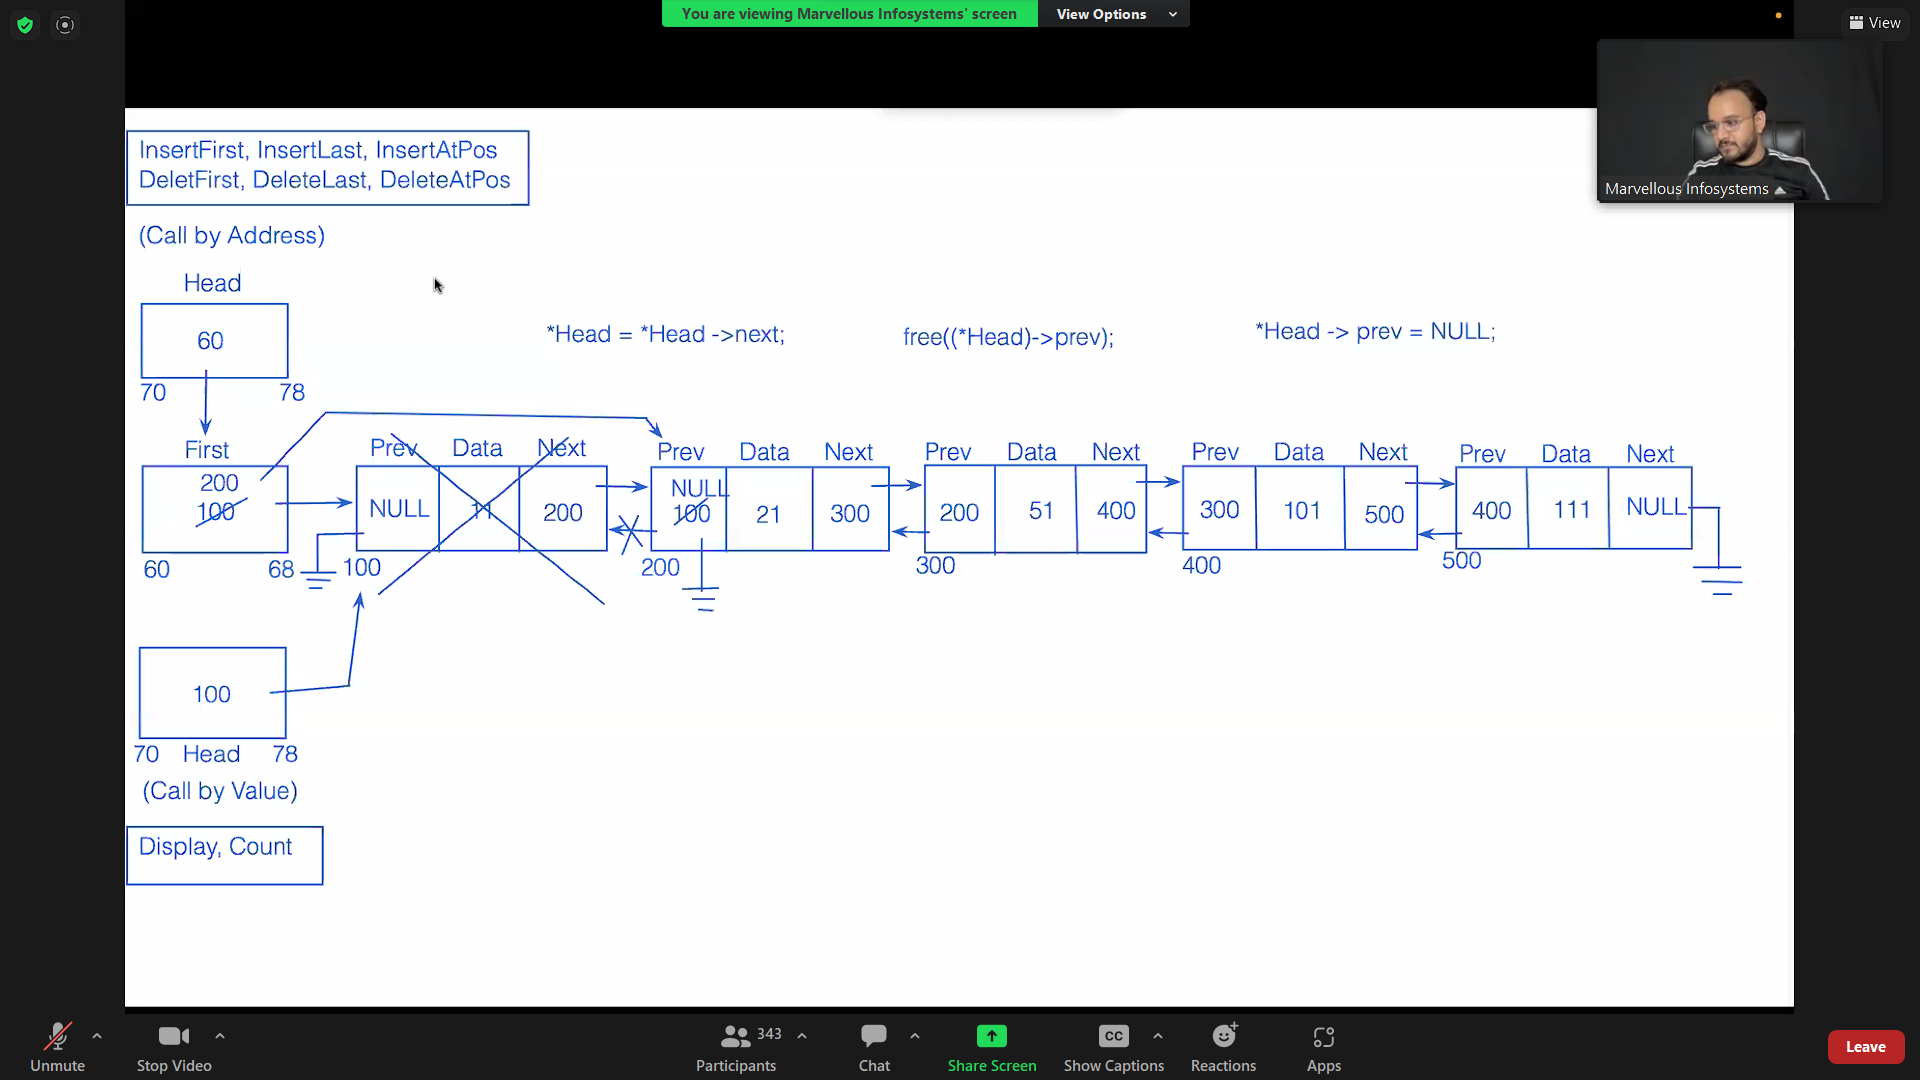 You are viewing Marvellous Infosystems' screen
View Options
View
Marvellous Infosystems
InsertFirst, InsertLast, InsertAtPos
DeletFirst, DeleteLast, DeleteAtPos
(Call by Address)
Head
60
70 78
*Head = *Head ->next;
free((*Head)->prev);
*Head -> prev = NULL;
First
200
100
60 68
Prev Data Next
NULL 11 200
100
Prev Data Next
NULL
100 21 300
200
Prev Data Next
200 51 400
300
Prev Data Next
300 101 500
400
Prev Data Next
400 111 NULL
500
100
70 Head 78
(Call by Value)
Display, Count
Unmute
Stop Video
343
Participants
Chat
Share Screen
CC
Show Captions
Reactions
Apps
Leave